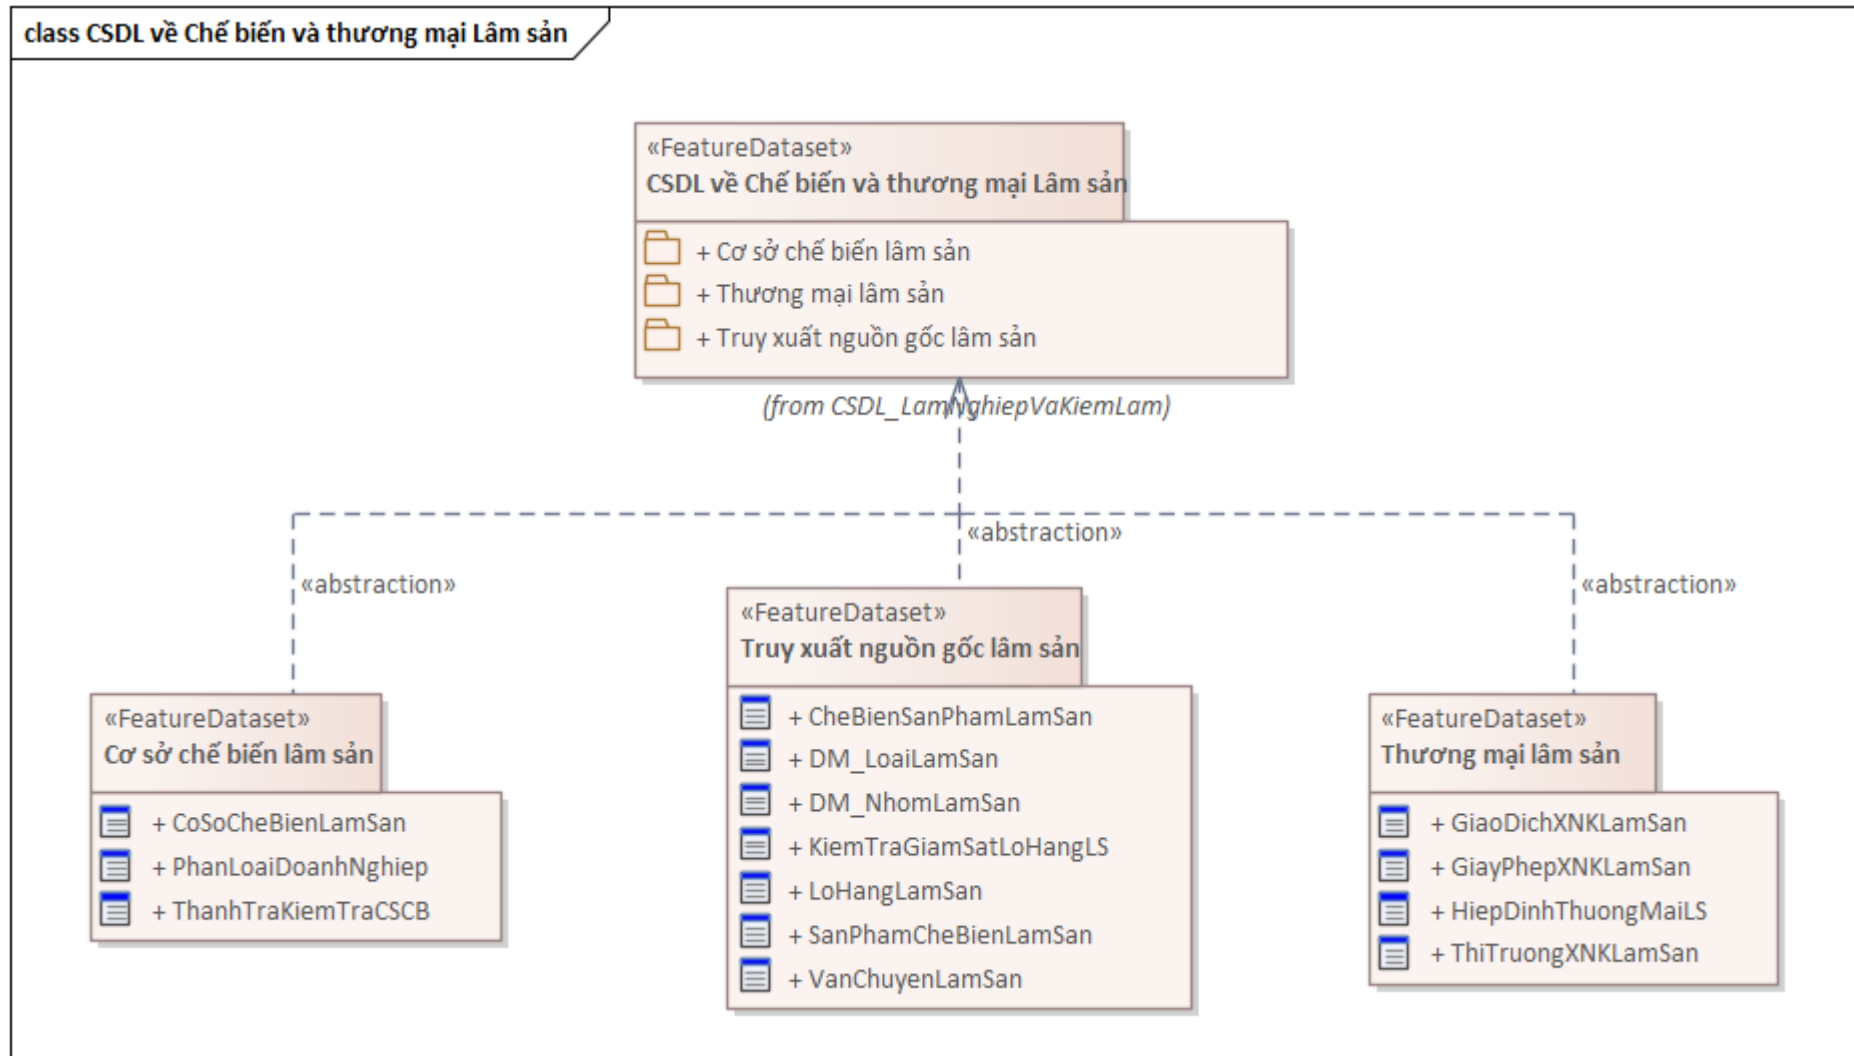 class CSDL về Chế biến và thương mại Lâm sản
«FeatureDataset»
CSDL về Chế biến và thương mại Lâm sản
+ Cơ sở chế biến lâm sản
+ Thương mại lâm sản
+ Truy xuất nguồn gốc lâm sản
(from CSDL_LamNghiepVaKiemLam)
«abstraction»
«abstraction»
«abstraction»
«FeatureDataset»
Cơ sở chế biến lâm sản
+ CoSoCheBienLamSan
+ PhanLoaiDoanhNghiep
+ ThanhTraKiemTraCSCB
«FeatureDataset»
Truy xuất nguồn gốc lâm sản
+ CheBienSanPhamLamSan
+ DM_LoaiLamSan
+ DM_NhomLamSan
+ KiemTraGiamSatLoHangLS
+ LoHangLamSan
+ SanPhamCheBienLamSan
+ VanChuyenLamSan
«FeatureDataset»
Thương mại lâm sản
+ GiaoDichXNKLamSan
+ GiayPhepXNKLamSan
+ HiepDinhThuongMaiLS
+ ThiTruongXNKLamSan